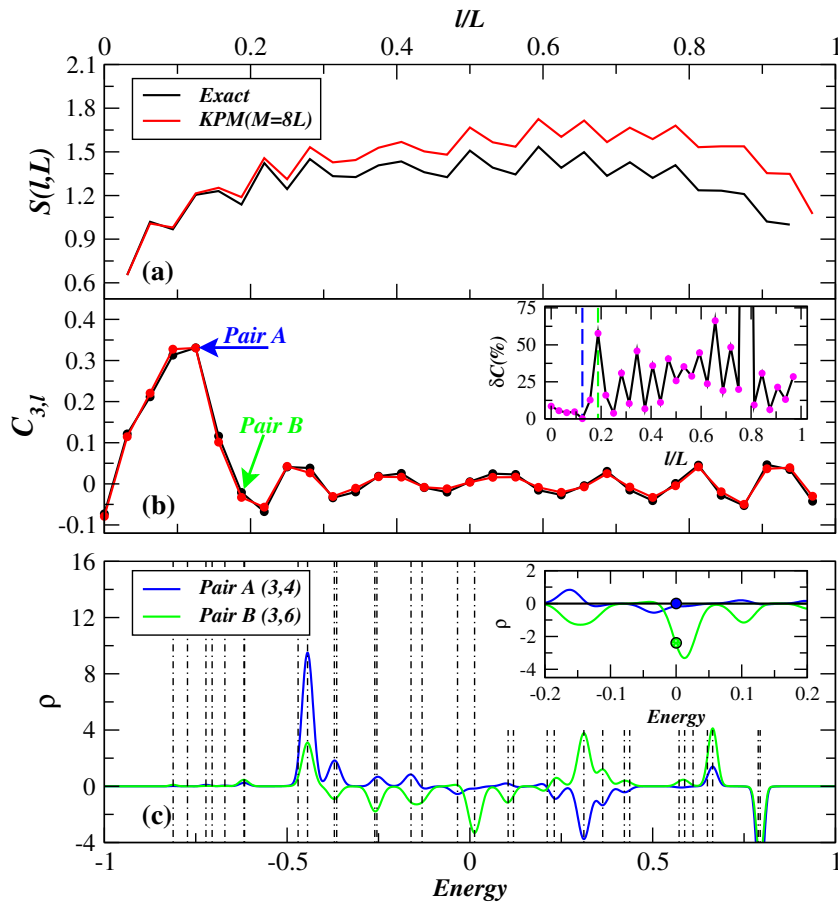 l/L
0 0.2 0.4 0.6 0.8 1
2.1
1.8
1.5
1.2
0.9
0.6
S(l,L)
Exact
KPM(M=8L)
(a)
0.4
0.3
0.2
0.1
0
-0.1
C3,l
Pair A
Pair B
(b)
75
50
25
0
δC(%)
0 0.2 0.4 0.6 0.8 1
l/L
16
12
8
4
0
-4
ρ
Pair A (3,4)
Pair B (3,6)
(c)
2
0
-2
-4
ρ
-0.2 -0.1 0 0.1 0.2
Energy
-1 -0.5 0 0.5 1
Energy